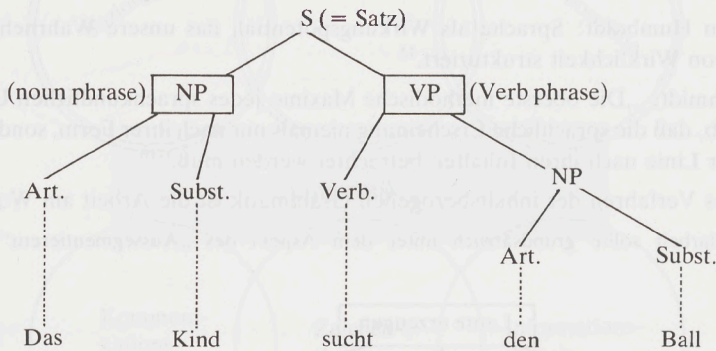 S (= Satz)
(noun phrase) NP VP (Verb phrase)
Art. Subst. Verb. NP
Art. Subst.
Das Kind sucht den Ball